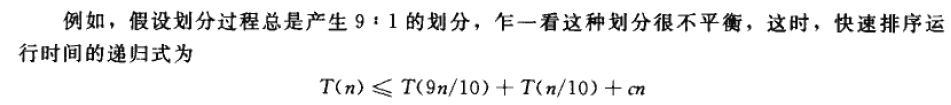 例如，假设划分过程总是产生 9：1 的划分，乍一看这种划分很不平衡，这时，快速排序运
行时间的递归式为
T(n) ≤ T(9n/10) + T(n/10) + cn